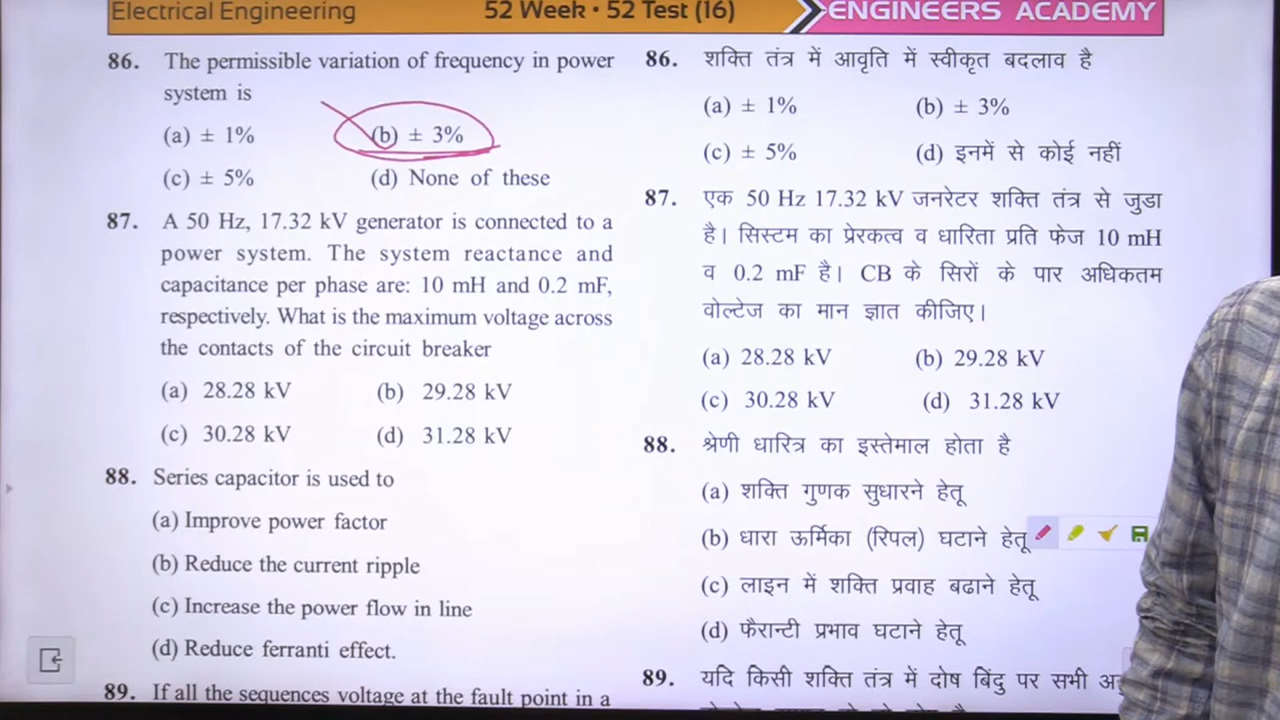 Electrical Engineering
52 Week • 52 Test (16)
ENGINEERS ACADEMY
86. The permissible variation of frequency in power
system is
(a) ± 1% (b) ± 3%
(c) ± 5% (d) None of these
87. A 50 Hz, 17.32 kV generator is connected to a
power system. The system reactance and
capacitance per phase are: 10 mH and 0.2 mF,
respectively. What is the maximum voltage across
the contacts of the circuit breaker
(a) 28.28 kV (b) 29.28 kV
(c) 30.28 kV (d) 31.28 kV
88. Series capacitor is used to
(a) Improve power factor
(b) Reduce the current ripple
(c) Increase the power flow in line
(d) Reduce ferranti effect.
89. If all the sequences voltage at the fault point in a
86. शक्ति तंत्र में आवृति में स्वीकृत बदलाव है
(a) ± 1% (b) ± 3%
(c) ± 5% (d) इनमें से कोई नहीं
87. एक 50 Hz 17.32 kV जनरेटर शक्ति तंत्र से जुडा
है। सिस्टम का प्रेरकत्व व धारिता प्रति फेज 10 mH
व 0.2 mF है। CB के सिरों के पार अधिकतम
वोल्टेज का मान ज्ञात कीजिए।
(a) 28.28 kV (b) 29.28 kV
(c) 30.28 kV (d) 31.28 kV
88. श्रेणी धारित्र का इस्तेमाल होता है
(a) शक्ति गुणक सुधारने हेतू
(b) धारा ऊर्मिका (रिपल) घटाने हेतू
(c) लाइन में शक्ति प्रवाह बढाने हेतू
(d) फैरान्टी प्रभाव घटाने हेतू
89. यदि किसी शक्ति तंत्र में दोष बिंदु पर सभी